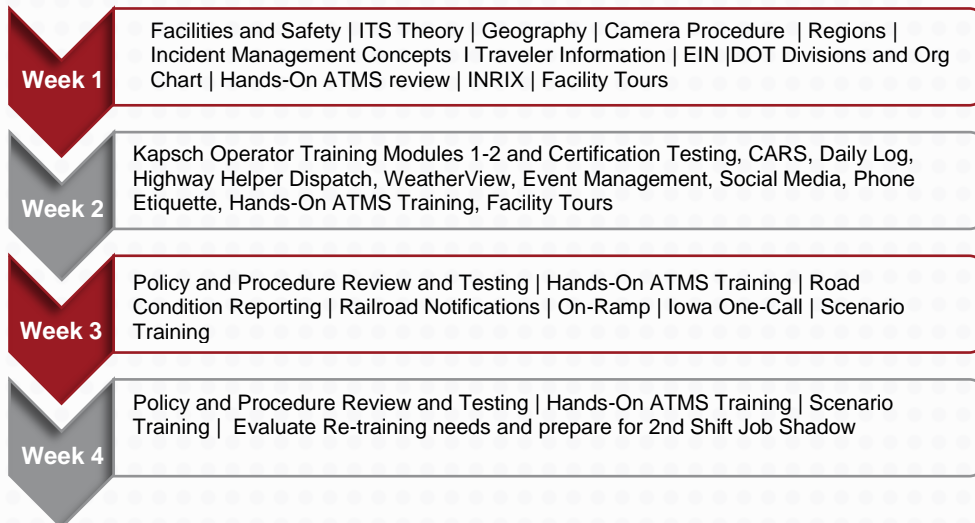 Week 1
Facilities and Safety | ITS Theory | Geography | Camera Procedure | Regions |
Incident Management Concepts I Traveler Information | EIN |DOT Divisions and Org
Chart | Hands-On ATMS review | INRIX | Facility Tours
Week 2
Kapsch Operator Training Modules 1-2 and Certification Testing, CARS, Daily Log,
Highway Helper Dispatch, WeatherView, Event Management, Social Media, Phone
Etiquette, Hands-On ATMS Training, Facility Tours
Week 3
Policy and Procedure Review and Testing | Hands-On ATMS Training | Road
Condition Reporting | Railroad Notifications | On-Ramp | Iowa One-Call | Scenario
Training
Week 4
Policy and Procedure Review and Testing | Hands-On ATMS Training | Scenario
Training | Evaluate Re-training needs and prepare for 2nd Shift Job Shadow